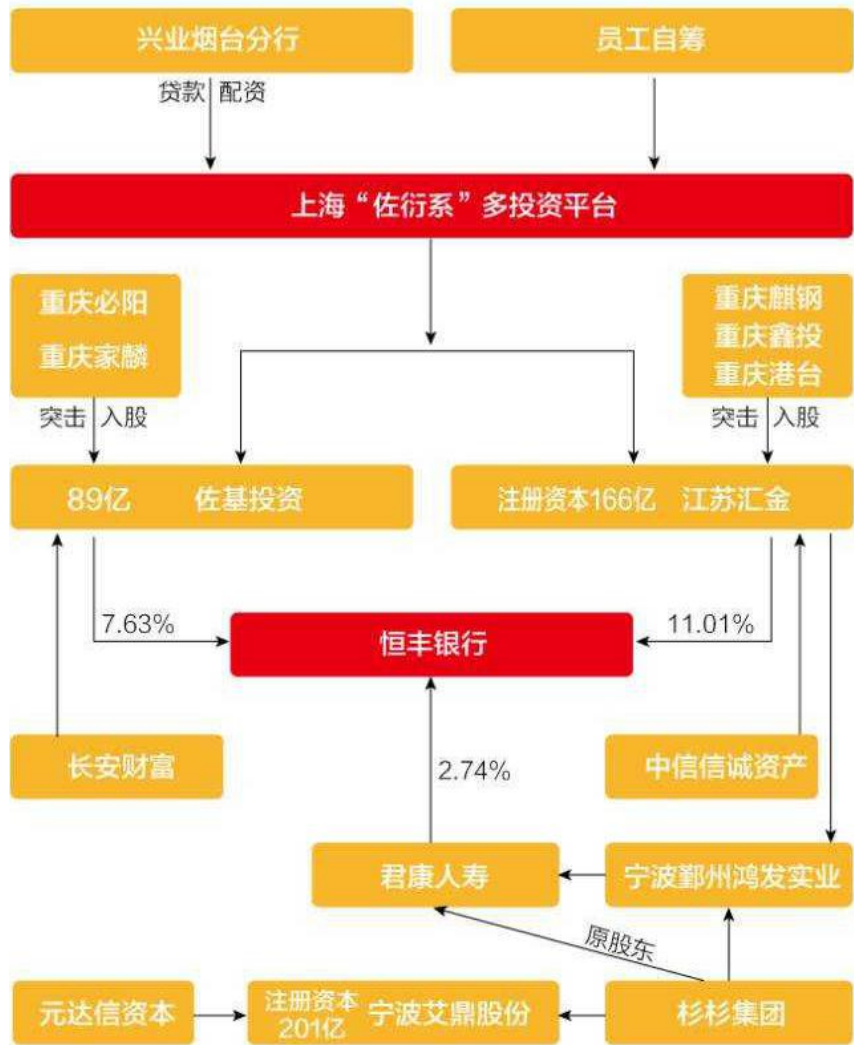 兴业烟台分行
员工自筹
贷款 配资
上海“佐衍系”多投资平台
重庆必阳
重庆家麟
重庆麒钢
重庆鑫投
重庆港台
突击 入股
突击 入股
89亿 佐基投资
注册资本166亿 江苏汇金
7.63%
恒丰银行
11.01%
长安财富
2.74%
中信信诚资产
君康人寿
宁波鄞州鸿发实业
原股东
元达信资本
注册资本
201亿
宁波艾鼎股份
杉杉集团